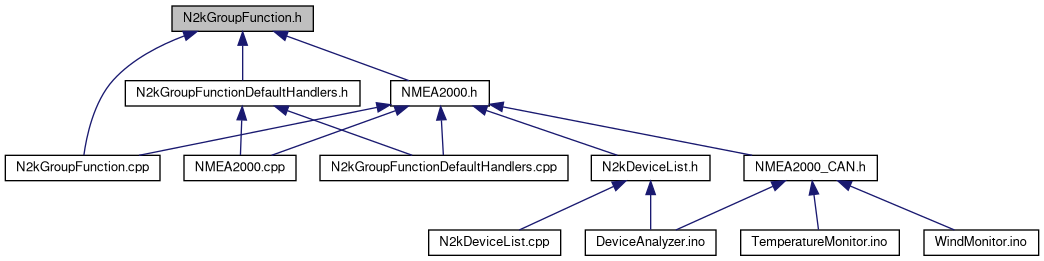 N2kGroupFunction.h
N2kGroupFunctionDefaultHandlers.h
NMEA2000.h
N2kGroupFunction.cpp
NMEA2000.cpp
N2kGroupFunctionDefaultHandlers.cpp
N2kDeviceList.h
NMEA2000_CAN.h
N2kDeviceList.cpp
DeviceAnalyzer.ino
TemperatureMonitor.ino
WindMonitor.ino